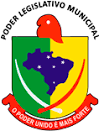 PODER LEGISLATIVO MUNICIPAL
O PODER UNIDO É MAIS FORTE